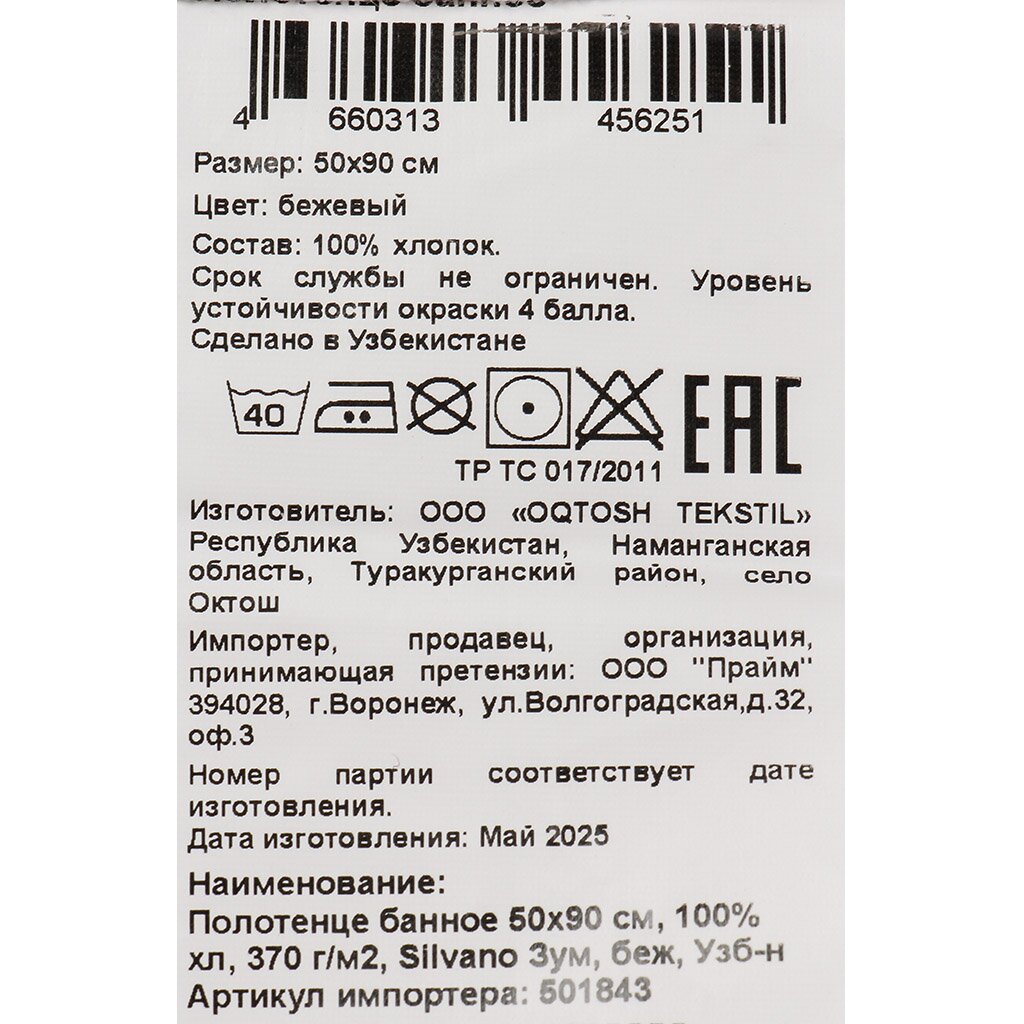 4 660313 456251
Размер: 50х90 см
Цвет: бежевый
Состав: 100% хлопок.
Срок службы не ограничен. Уровень
устойчивости окраски 4 балла.
Сделано в Узбекистане
40
ЕАС
ТР ТС 017/2011
Изготовитель: ООО «OQTOSH TEKSTIL»
Республика Узбекистан, Наманганская
область, Туракурганский район, село
Октош
Импортер, продавец, организация,
принимающая претензии: ООО "Прайм"
394028, г.Воронеж, ул.Волгоградская,д.32,
оф.3
Номер партии соответствует дате
изготовления.
Дата изготовления: Май 2025
Наименование:
Полотенце банное 50х90 см, 100%
хл, 370 г/м2, Silvano Зум, беж, Узб-н
Артикул импортера: 501843